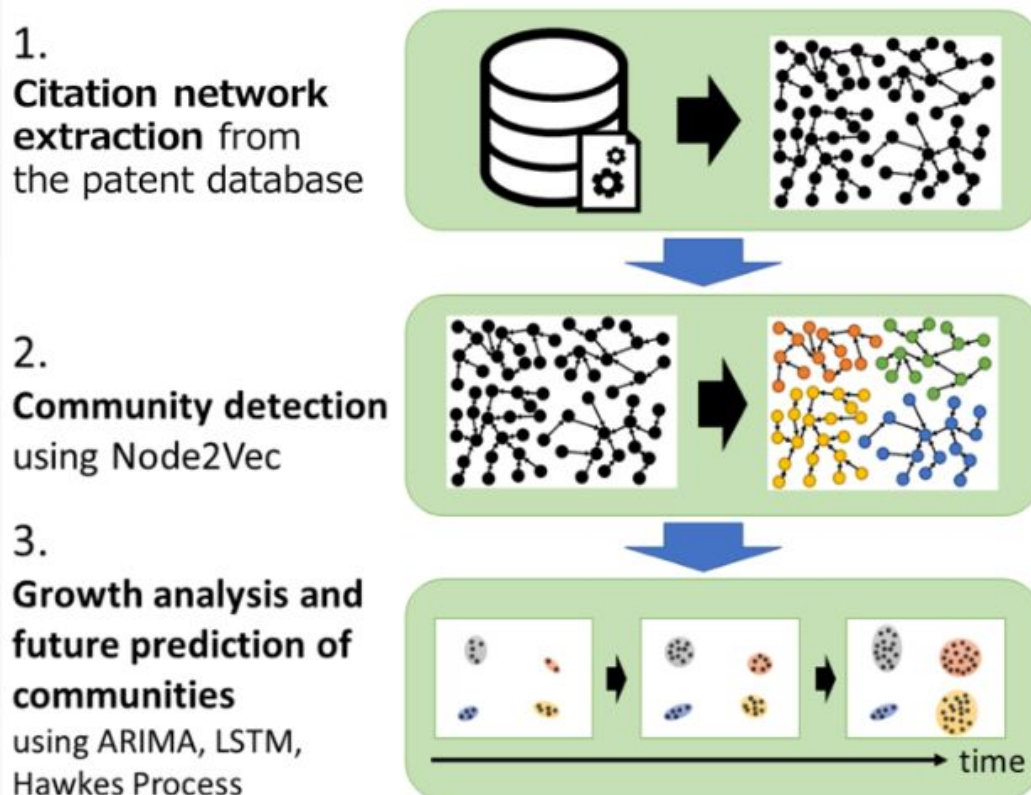 1.
Citation network
extraction from
the patent database
2.
Community detection
using Node2Vec
3.
Growth analysis and
future prediction of
communities
using ARIMA, LSTM,
Hawkes Process
time